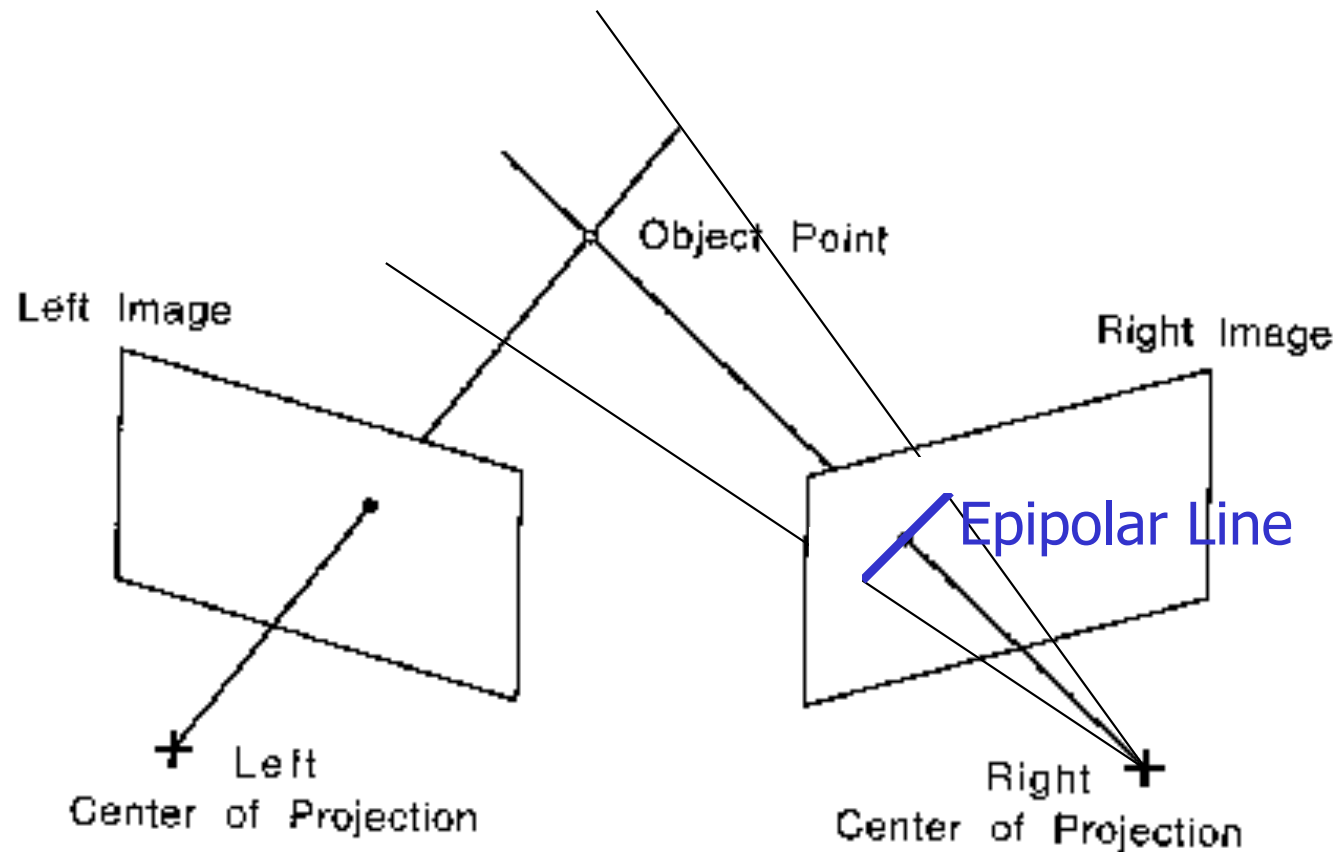 Object Point
Left Image
Right Image
Epipolar Line
Left
Center of Projection
Right
Center of Projection